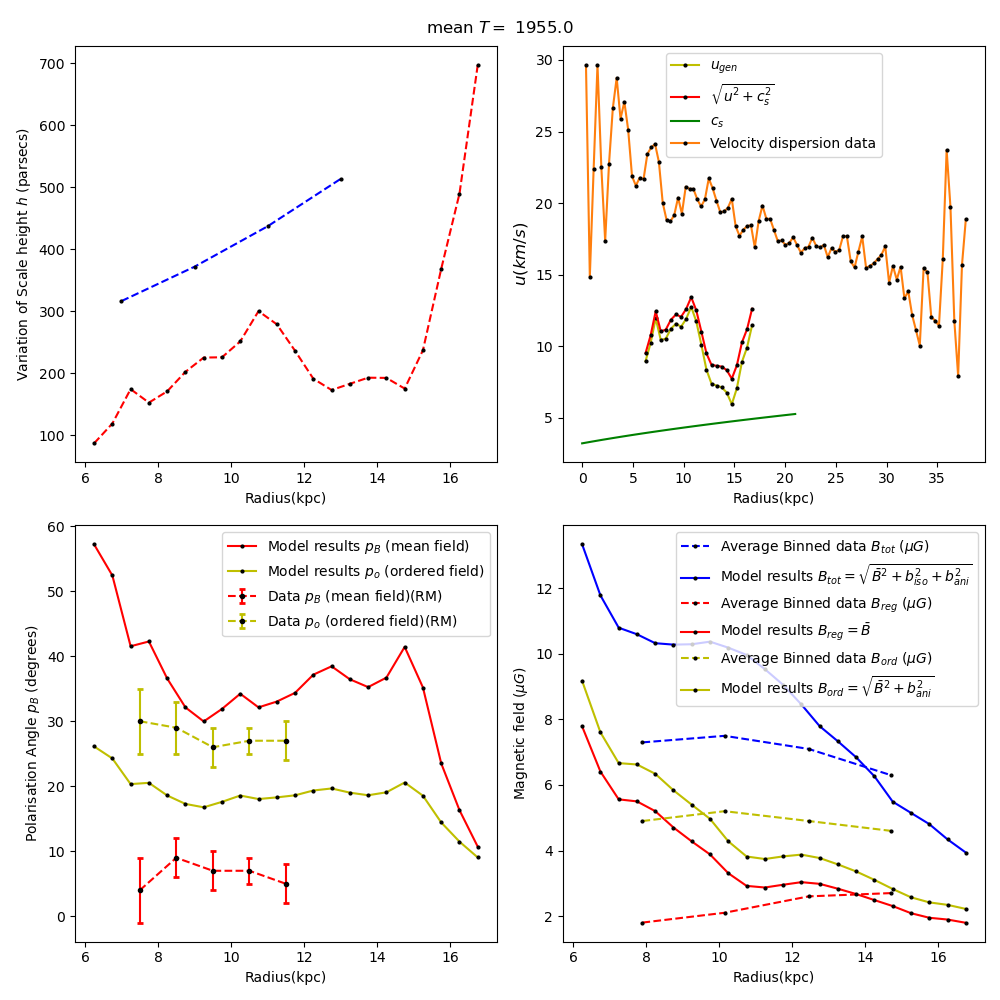 mean T = 1955.0
Variation of Scale height h (parsecs)
700
600
500
400
300
200
100
6 8 10 12 14 16
Radius(kpc)
u(km/s)
30
25
20
15
10
5
u_gen
√(u² + c_s²)
c_s
Velocity dispersion data
0 5 10 15 20 25 30 35
Radius(kpc)
Polarisation Angle p_B (degrees)
60
50
40
30
20
10
0
Model results p_B (mean field)
Model results p_o (ordered field)
Data p_B (mean field)(RM)
Data p_o (ordered field)(RM)
6 8 10 12 14 16
Radius(kpc)
Magnetic field (μG)
12
10
8
6
4
2
Average Binned data B_tot (μG)
Model results B_tot = √(B̄² + b²_iso + b²_ani)
Average Binned data B_reg (μG)
Model results B_reg = B̄
Average Binned data B_ord (μG)
Model results B_ord = √(B̄² + b²_ani)
6 8 10 12 14 16
Radius(kpc)